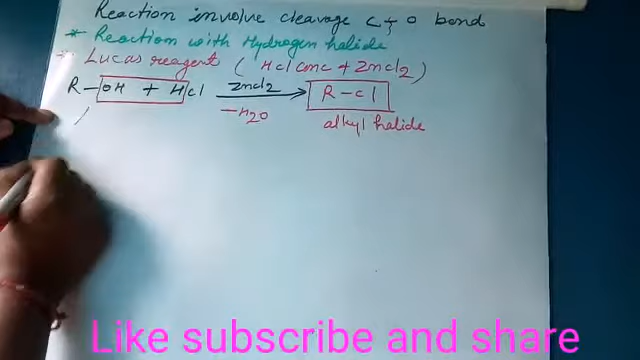 Reaction involve cleavage C ⌇ O bond
* Reaction with Hydrogen halide
Lucas reagent ( HCl conc + ZnCl2 )
R-OH + HCl ZnCl2 → R-Cl
-H2O alkyl halide
Like subscribe and share